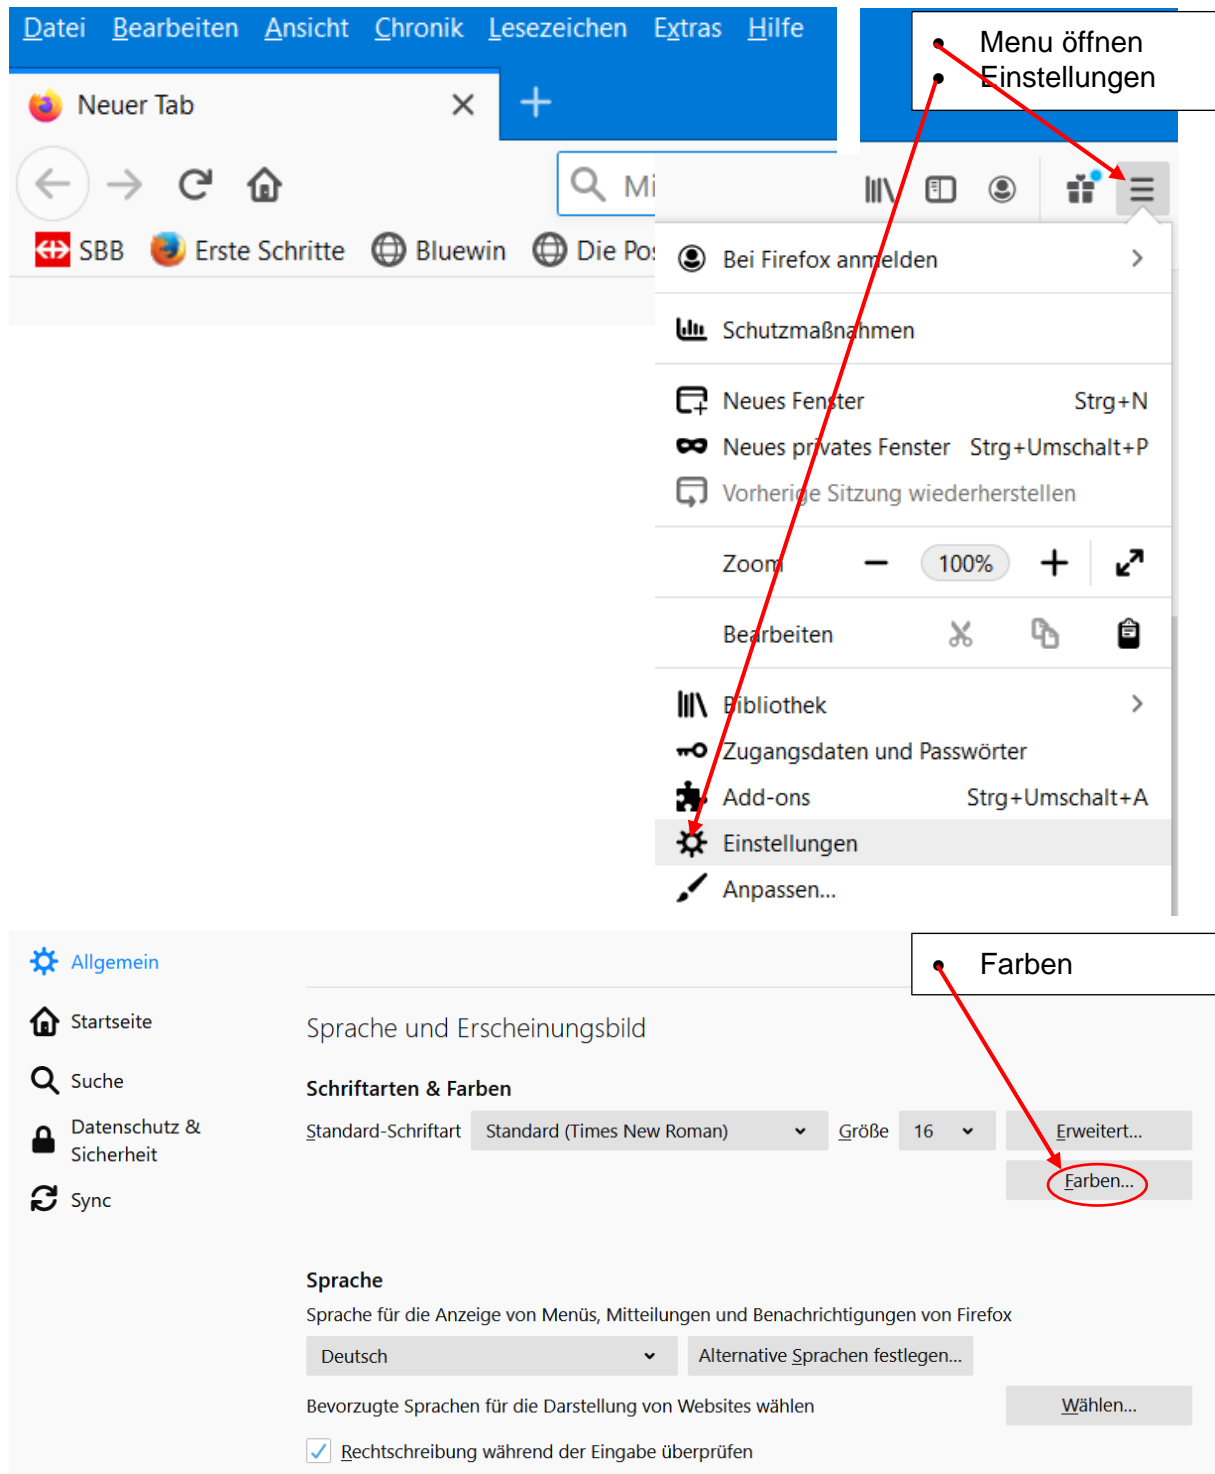 Datei Bearbeiten Ansicht Chronik Lesezeichen Extras Hilfe
• Menu öffnen
• Einstellungen
Neuer Tab
Mi
SBB Erste Schritte Bluewin Die Pos
Bei Firefox anmelden
Schutzmaßnahmen
Neues Fenster Strg+N
Neues privates Fenster Strg+Umschalt+P
Vorherige Sitzung wiederherstellen
Zoom 100%
Bearbeiten
Bibliothek
Zugangsdaten und Passwörter
Add-ons Strg+Umschalt+A
Einstellungen
Anpassen...
• Farben
Allgemein
Startseite
Suche
Datenschutz &
Sicherheit
Sync
Sprache und Erscheinungsbild
Schriftarten & Farben
Standard-Schriftart Standard (Times New Roman) Größe 16 Erweitert...
Farben...
Sprache
Sprache für die Anzeige von Menüs, Mitteilungen und Benachrichtigungen von Firefox
Deutsch Alternative Sprachen festlegen...
Bevorzugte Sprachen für die Darstellung von Websites wählen Wählen...
Rechtschreibung während der Eingabe überprüfen